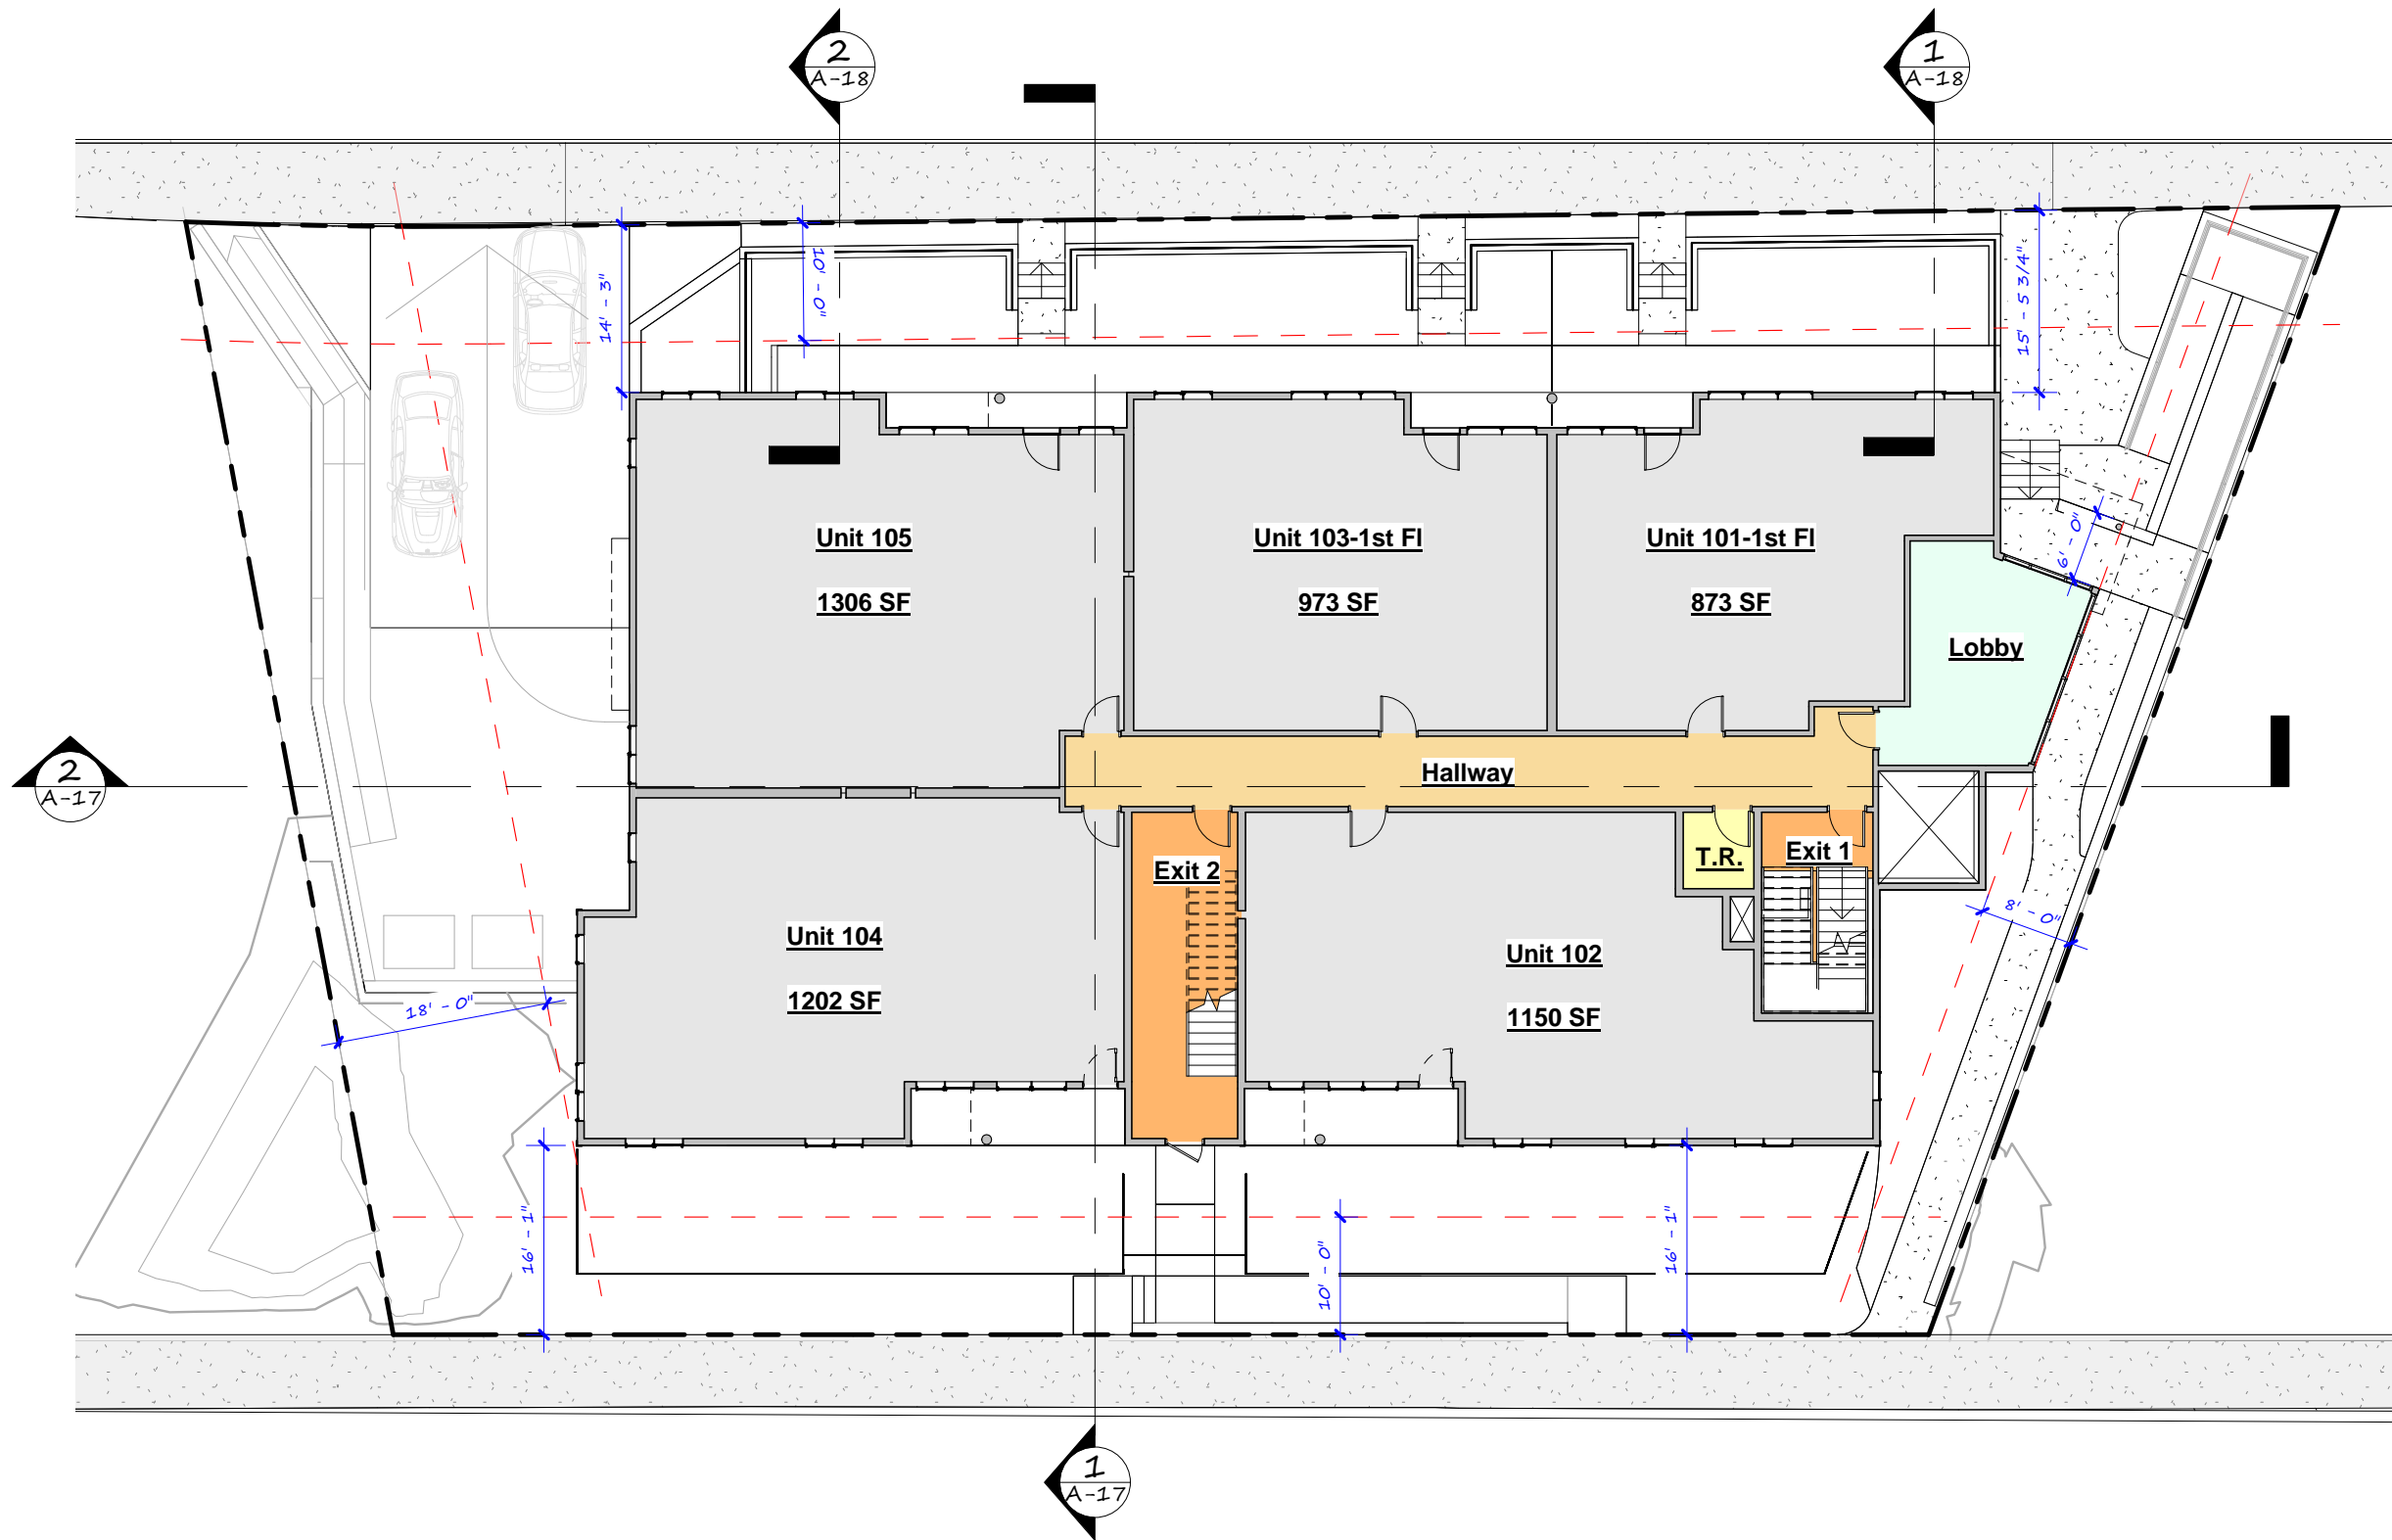 2
A-18
1
A-18
14' - 3"
10' - 0"
15' - 5 3/4"
6' - 0"
Unit 105
1306 SF
Unit 103-1st Fl
973 SF
Unit 101-1st Fl
873 SF
Lobby
Hallway
2
A-17
Exit 2
T.R.
Exit 1
Unit 104
1202 SF
Unit 102
1150 SF
8' - 0"
18' - 0"
16' - 1"
10' - 0"
16' - 1"
1
A-17